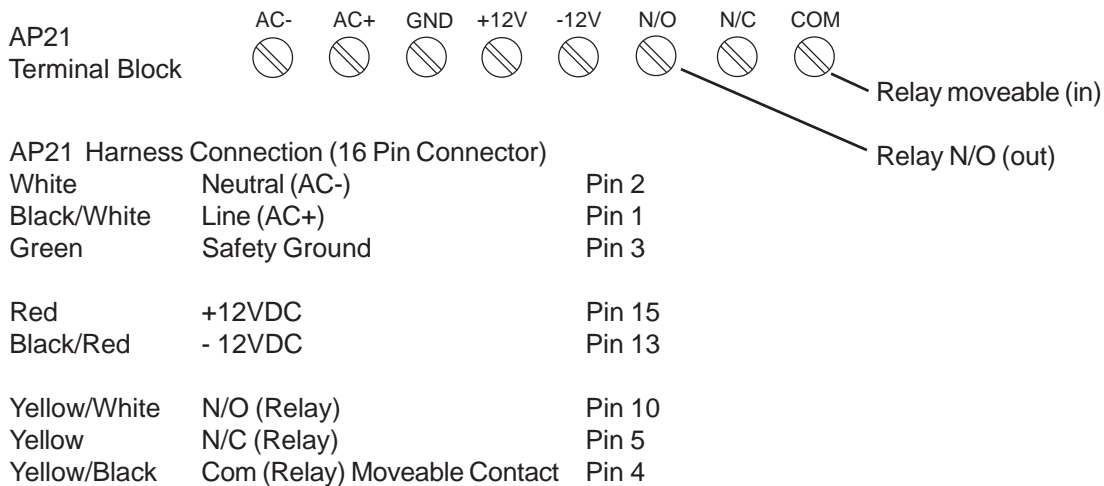 AC- AC+ GND +12V -12V N/O N/C COM
AP21
Terminal Block
Relay moveable (in)
Relay N/O (out)
AP21 Harness Connection (16 Pin Connector)
White Neutral (AC-) Pin 2
Black/White Line (AC+) Pin 1
Green Safety Ground Pin 3
Red +12VDC Pin 15
Black/Red - 12VDC Pin 13
Yellow/White N/O (Relay) Pin 10
Yellow N/C (Relay) Pin 5
Yellow/Black Com (Relay) Moveable Contact Pin 4